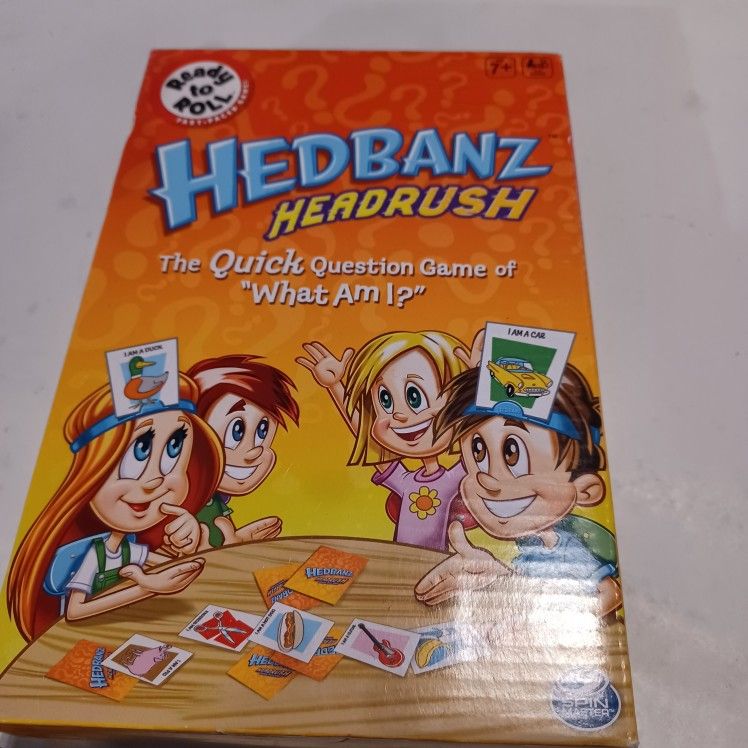 Ready
to
ROLL
7+
HEDBANZ
HEADRUSH
The Quick Question Game of
"What Am I?"
I AM A DUCK
I AM A CAR
HEDBANZ
HEDBANZ
SPIN
MASTER